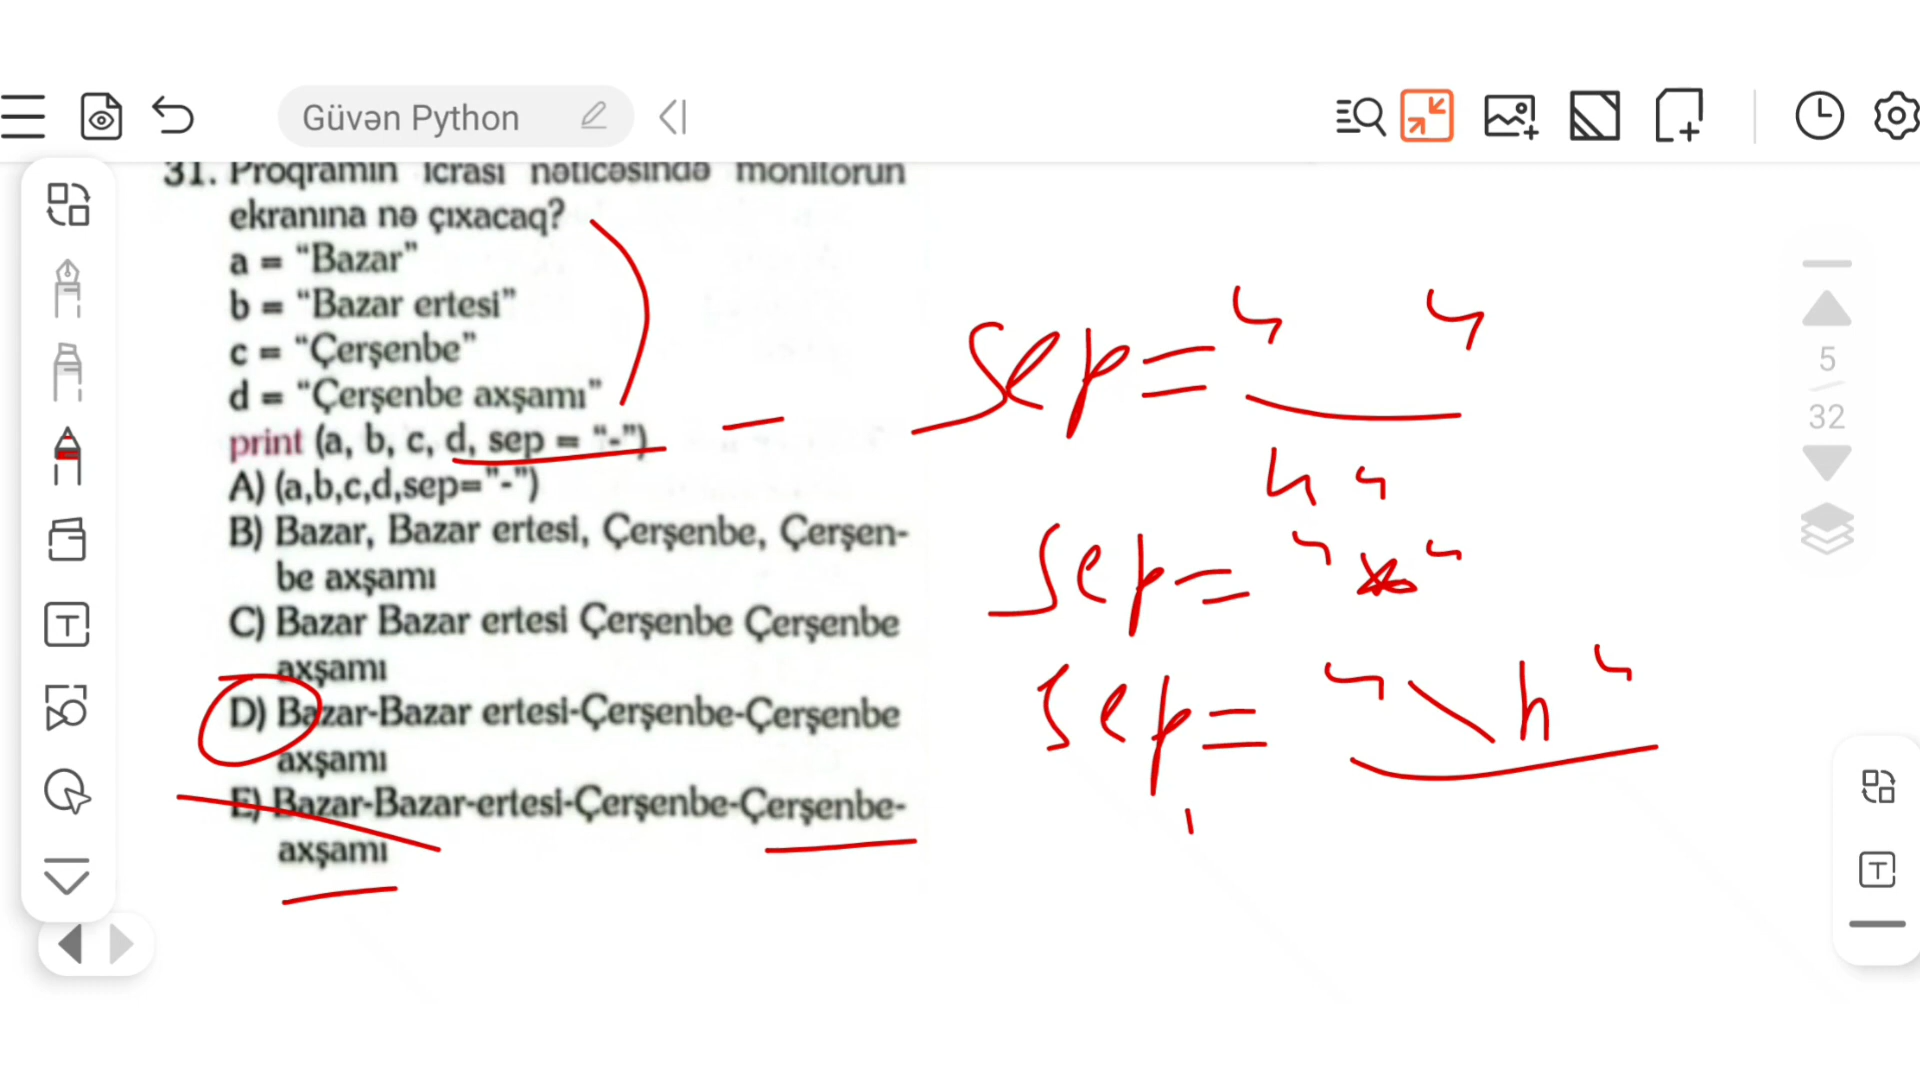 Güvən Python
31. Proqramın icrası nəticəsində monitorun
ekranına nə çıxacaq?
a = “Bazar”
b = “Bazar ertesi”
c = “Çerşenbe”
d = “Çerşenbe axşamı”
print (a, b, c, d, sep = “-”)
A) (a,b,c,d,sep="-")
B) Bazar, Bazar ertesi, Çerşenbe, Çerşen-
be axşamı
C) Bazar Bazar ertesi Çerşenbe Çerşenbe
axşamı
D) Bazar-Bazar ertesi-Çerşenbe-Çerşenbe
axşamı
E) Bazar-Bazar-ertesi-Çerşenbe-Çerşenbe-
axşamı
sep=" "
" "
sep="*"
sep="\n"
5
32